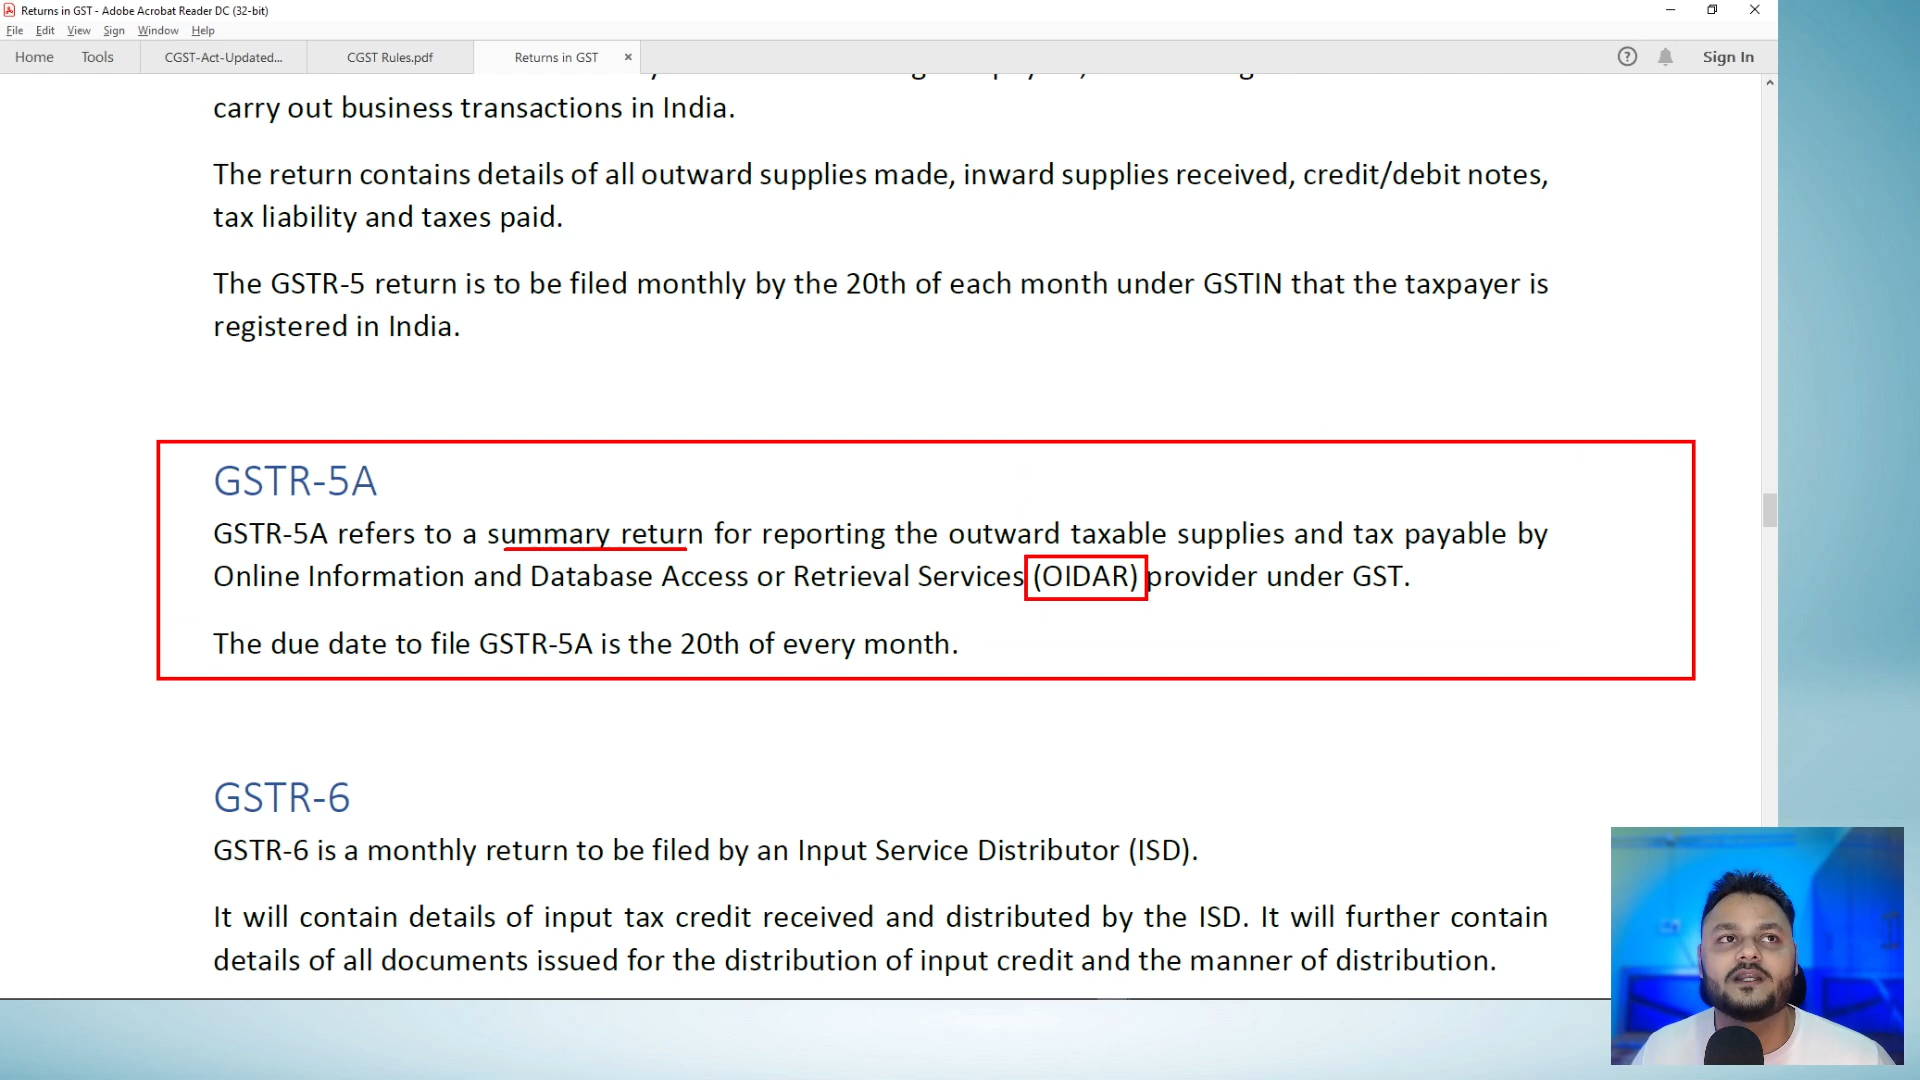 Returns in GST - Adobe Acrobat Reader DC (32-bit)
File Edit View Sign Window Help
Home Tools CGST-Act-Updated... CGST Rules.pdf Returns in GST × Sign In
carry out business transactions in India.
The return contains details of all outward supplies made, inward supplies received, credit/debit notes,
tax liability and taxes paid.
The GSTR-5 return is to be filed monthly by the 20th of each month under GSTIN that the taxpayer is
registered in India.
GSTR-5A
GSTR-5A refers to a summary return for reporting the outward taxable supplies and tax payable by
Online Information and Database Access or Retrieval Services (OIDAR) provider under GST.
The due date to file GSTR-5A is the 20th of every month.
GSTR-6
GSTR-6 is a monthly return to be filed by an Input Service Distributor (ISD).
It will contain details of input tax credit received and distributed by the ISD. It will further contain
details of all documents issued for the distribution of input credit and the manner of distribution.